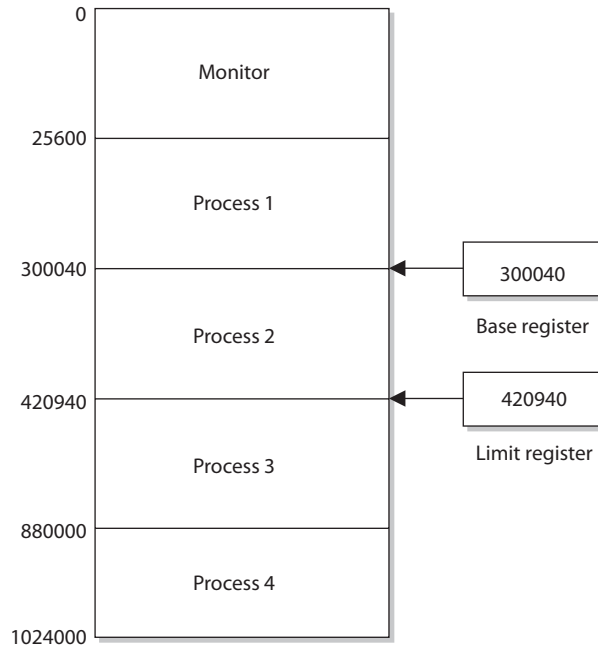 0
Monitor
25600
Process 1
300040
300040
Base register
Process 2
420940
420940
Limit register
Process 3
880000
Process 4
1024000